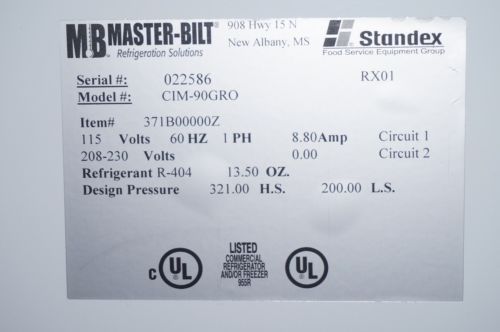 MB MASTER-BILT®
Refrigeration Solutions
908 Hwy 15 N
New Albany, MS
Standex
Food Service Equipment Group
Serial #: 022586 RX01
Model #: CIM-90GRO
Item# 371B00000Z
115 Volts 60 HZ 1 PH 8.80Amp Circuit 1
208-230 Volts 0.00 Circuit 2
Refrigerant R-404 13.50 OZ.
Design Pressure 321.00 H.S. 200.00 L.S.
C UL
LISTED
COMMERCIAL
REFRIGERATOR
AND/OR FREEZER
955R
UL